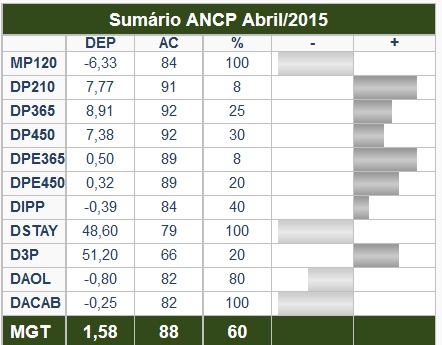 Sumário ANCP Abril/2015
DEP AC % - +
MP120 -6,33 84 100
DP210 7,77 91 8
DP365 8,91 92 25
DP450 7,38 92 30
DPE365 0,50 89 8
DPE450 0,32 89 20
DIPP -0,39 84 40
DSTAY 48,60 79 100
D3P 51,20 66 20
DAOL -0,80 82 80
DACAB -0,25 82 100
MGT 1,58 88 60